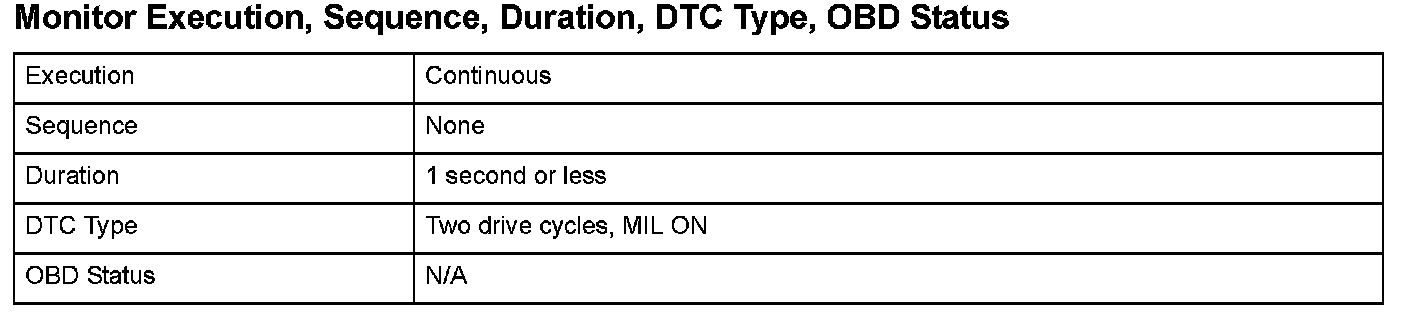 Monitor Execution, Sequence, Duration, DTC Type, OBD Status
Execution Continuous
Sequence None
Duration 1 second or less
DTC Type Two drive cycles, MIL ON
OBD Status N/A